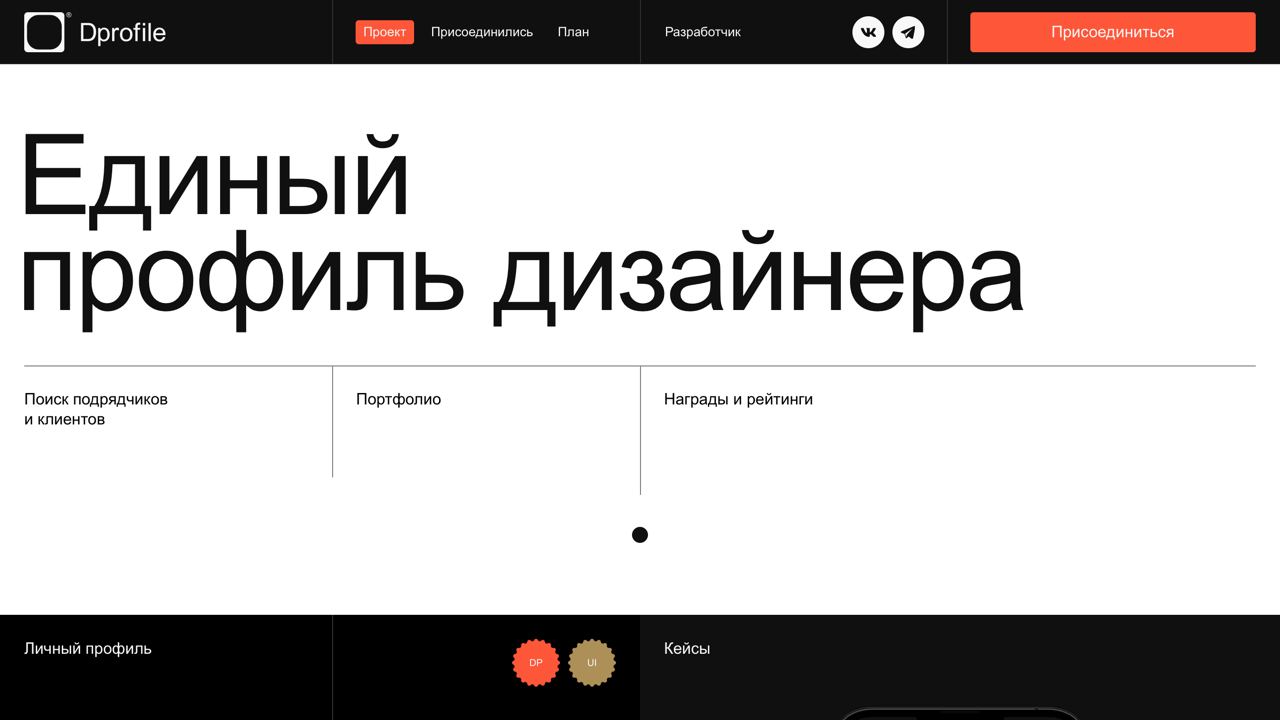 ® Dprofile
Проект Присоединились План Разработчик Присоединиться
Единый
профиль дизайнера
Поиск подрядчиков
и клиентов
Портфолио
Награды и рейтинги
Личный профиль
DP
UI
Кейсы